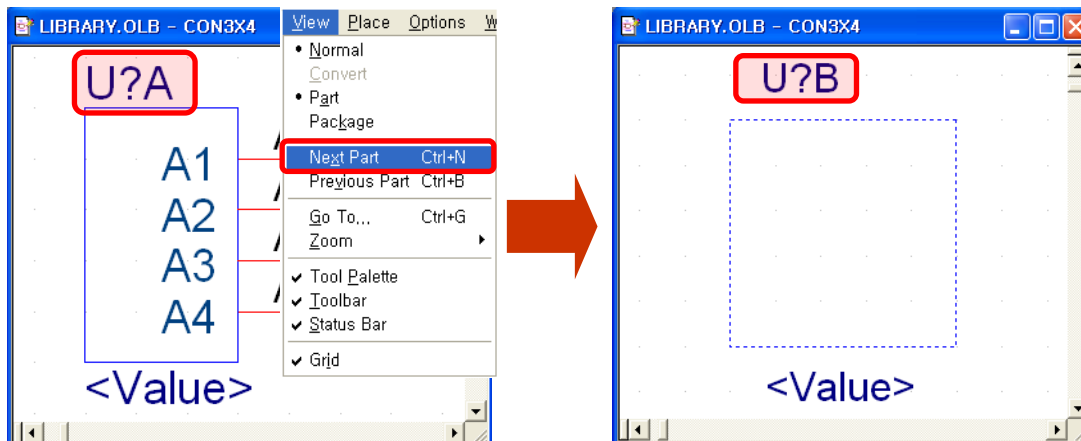 LIBRARY.OLB - CON3X4
U?A
A1
A2
A3
A4
<Value>
View Place Options W
Normal
Convert
Part
Package
Next Part Ctrl+N
Previous Part Ctrl+B
Go To... Ctrl+G
Zoom
Tool Palette
Toolbar
Status Bar
Grid
LIBRARY.OLB - CON3X4
U?B
<Value>